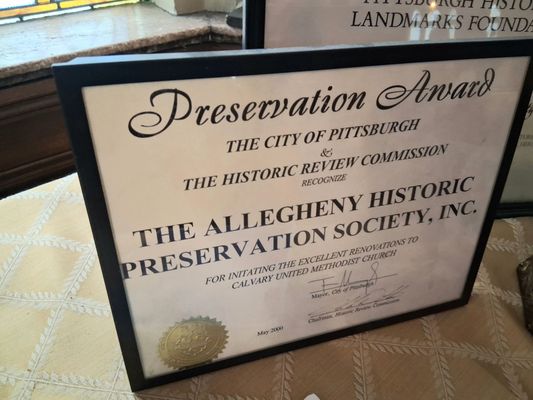 PITTSBURGH HISTORY
LANDMARKS FOUNDA
Preservation Award
THE CITY OF PITTSBURGH
&
THE HISTORIC REVIEW COMMISSION
RECOGNIZE
THE ALLEGHENY HISTORIC
PRESERVATION SOCIETY, INC.
FOR INITIATING THE EXCELLENT RENOVATIONS TO
CALVARY UNITED METHODIST CHURCH
Mayor, City of Pittsburgh
Chairman, Historic Review Commission
May 2000